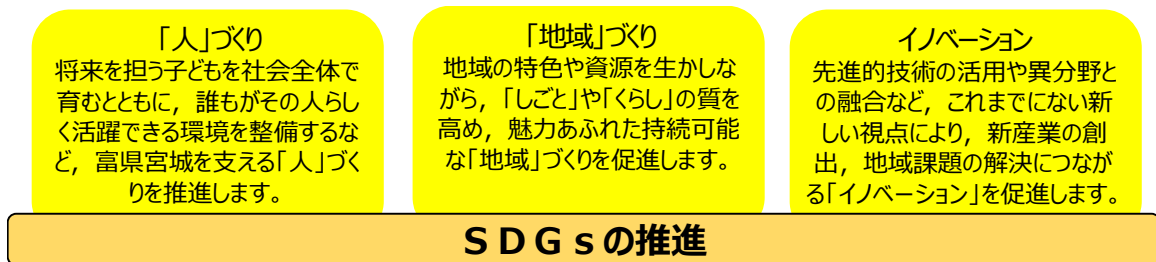 「人」づくり
将来を担う子どもを社会全体で
育むとともに，誰もがその人らし
く活躍できる環境を整備するな
ど，富県宮城を支える「人」づく
りを推進します。
「地域」づくり
地域の特色や資源を生かしな
がら，「しごと」や「くらし」の質を
高め，魅力あふれた持続可能
な「地域」づくりを促進します。
イノベーション
先進的技術の活用や異分野と
の融合など，これまでにない新
しい視点により，新産業の創
出，地域課題の解決につなが
る「イノベーション」を促進します。
ＳＤＧｓの推進